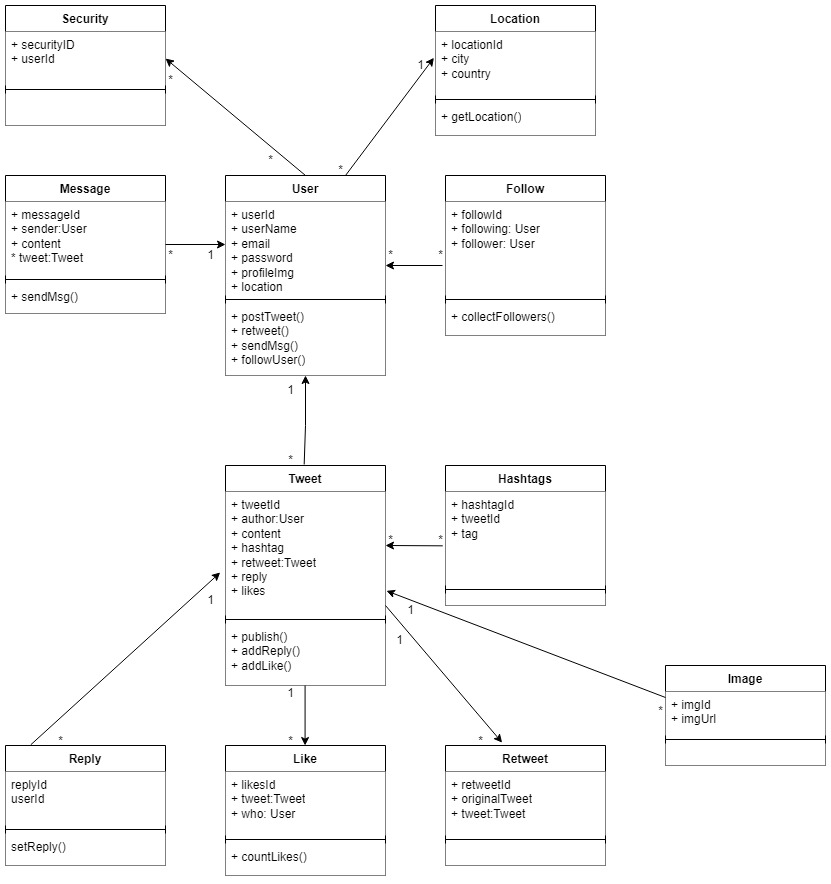 Security
+ securityID
+ userId
*
Location
+ locationId
+ city
+ country
+ getLocation()
1
*
*
Message
+ messageId
+ sender:User
+ content
* tweet:Tweet
+ sendMsg()
*
1
User
+ userId
+ userName
+ email
+ password
+ profileImg
+ location
+ postTweet()
+ retweet()
+ sendMsg()
+ followUser()
*
*
Follow
+ followId
+ following: User
+ follower: User
+ collectFollowers()
1
*
Tweet
+ tweetId
+ author:User
+ content
+ hashtag
+ retweet:Tweet
+ reply
+ likes
+ publish()
+ addReply()
+ addLike()
*
*
Hashtags
+ hashtagId
+ tweetId
+ tag
1
1
1
1
*
Image
+ imgId
+ imgUrl
*
Reply
replyId
userId
setReply()
*
Like
+ likesId
+ tweet:Tweet
+ who: User
+ countLikes()
*
Retweet
+ retweetId
+ originalTweet
+ tweet:Tweet